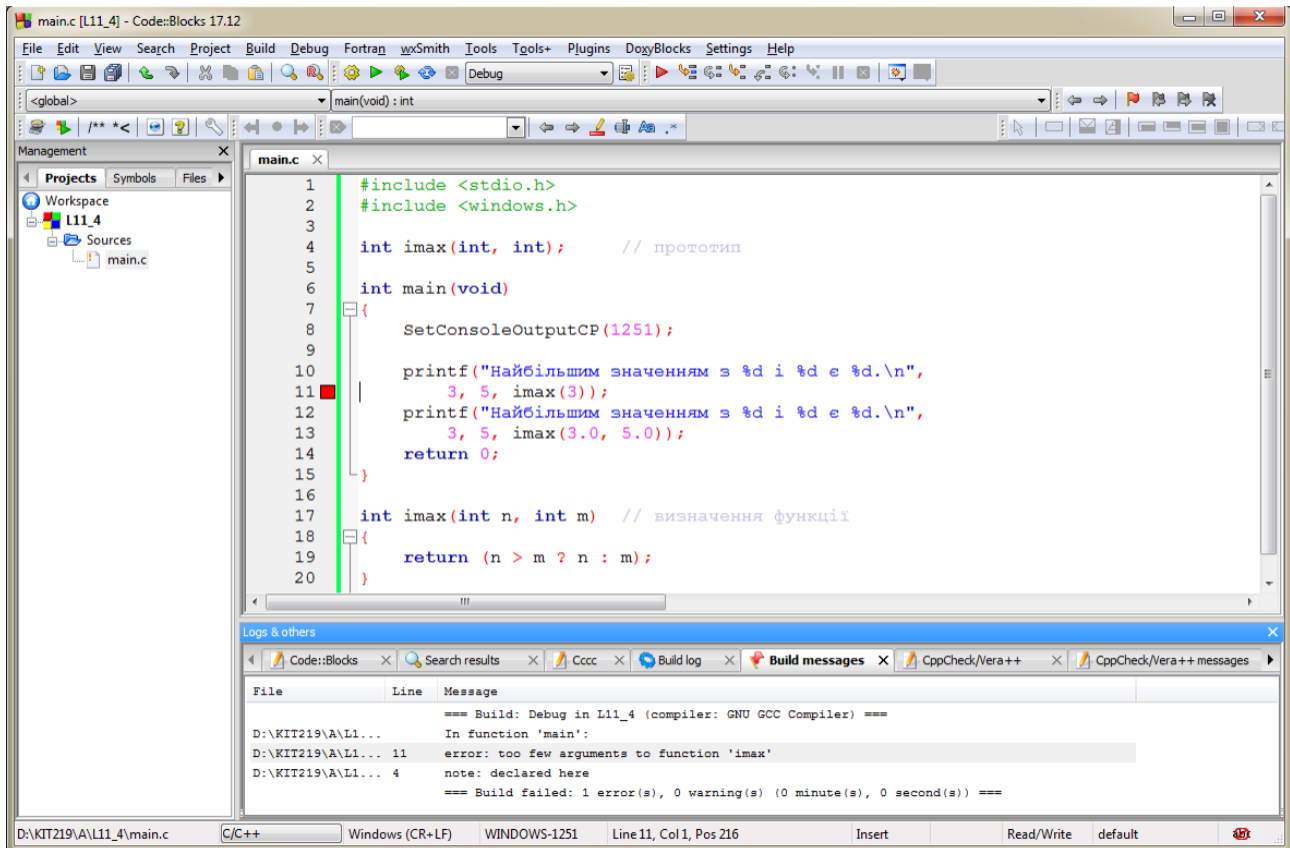 main.c [L11_4] - Code::Blocks 17.12
File Edit View Search Project Build Debug Fortran wxSmith Tools Tools+ Plugins DoxyBlocks Settings Help
Debug
<global> main(void) : int
/** *<
.*
Management
Projects Symbols Files
Workspace
L11_4
Sources
main.c
main.c
1 #include <stdio.h>
2 #include <windows.h>
3
4 int imax(int, int); // прототип
5
6 int main(void)
7 {
8 SetConsoleOutputCP(1251);
9
10 printf("Найбільшим значенням з %d і %d є %d.\n",
11 3, 5, imax(3));
12 printf("Найбільшим значенням з %d і %d є %d.\n",
13 3, 5, imax(3.0, 5.0));
14 return 0;
15 }
16
17 int imax(int n, int m) // визначення функції
18 {
19 return (n > m ? n : m);
20 }
Logs & others
Code::Blocks Search results Cccc Build log Build messages CppCheck/Vera++ CppCheck/Vera++ messages
File Line Message
=== Build: Debug in L11_4 (compiler: GNU GCC Compiler) ===
D:\KIT219\A\L1... In function 'main':
D:\KIT219\A\L1... 11 error: too few arguments to function 'imax'
D:\KIT219\A\L1... 4 note: declared here
=== Build failed: 1 error(s), 0 warning(s) (0 minute(s), 0 second(s)) ===
D:\KIT219\A\L11_4\main.c C/C++ Windows (CR+LF) WINDOWS-1251 Line 11, Col 1, Pos 216 Insert Read/Write default